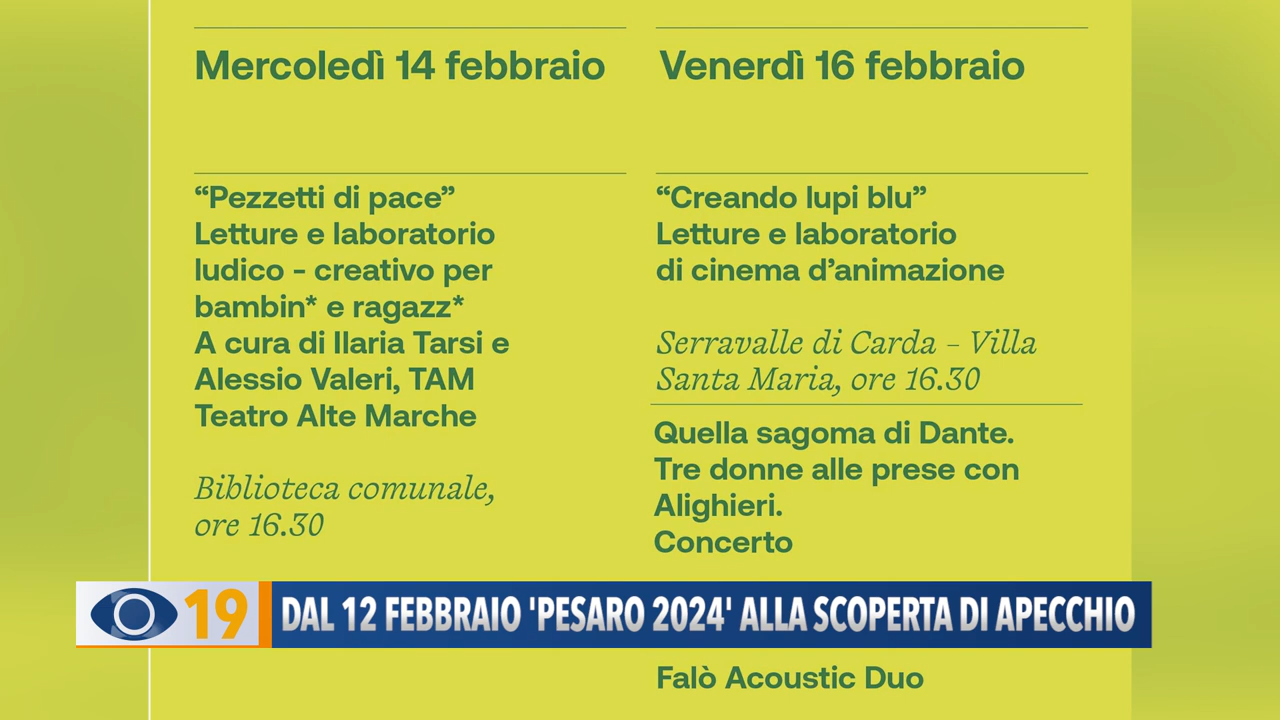 Mercoledì 14 febbraio
“Pezzetti di pace”
Letture e laboratorio
ludico - creativo per
bambin* e ragazz*
A cura di Ilaria Tarsi e
Alessio Valeri, TAM
Teatro Alte Marche
Biblioteca comunale,
ore 16.30
Venerdì 16 febbraio
“Creando lupi blu”
Letture e laboratorio
di cinema d’animazione
Serravalle di Carda – Villa
Santa Maria, ore 16.30
Quella sagoma di Dante.
Tre donne alle prese con
Alighieri.
Concerto
Falò Acoustic Duo
19
DAL 12 FEBBRAIO 'PESARO 2024' ALLA SCOPERTA DI APECCHIO